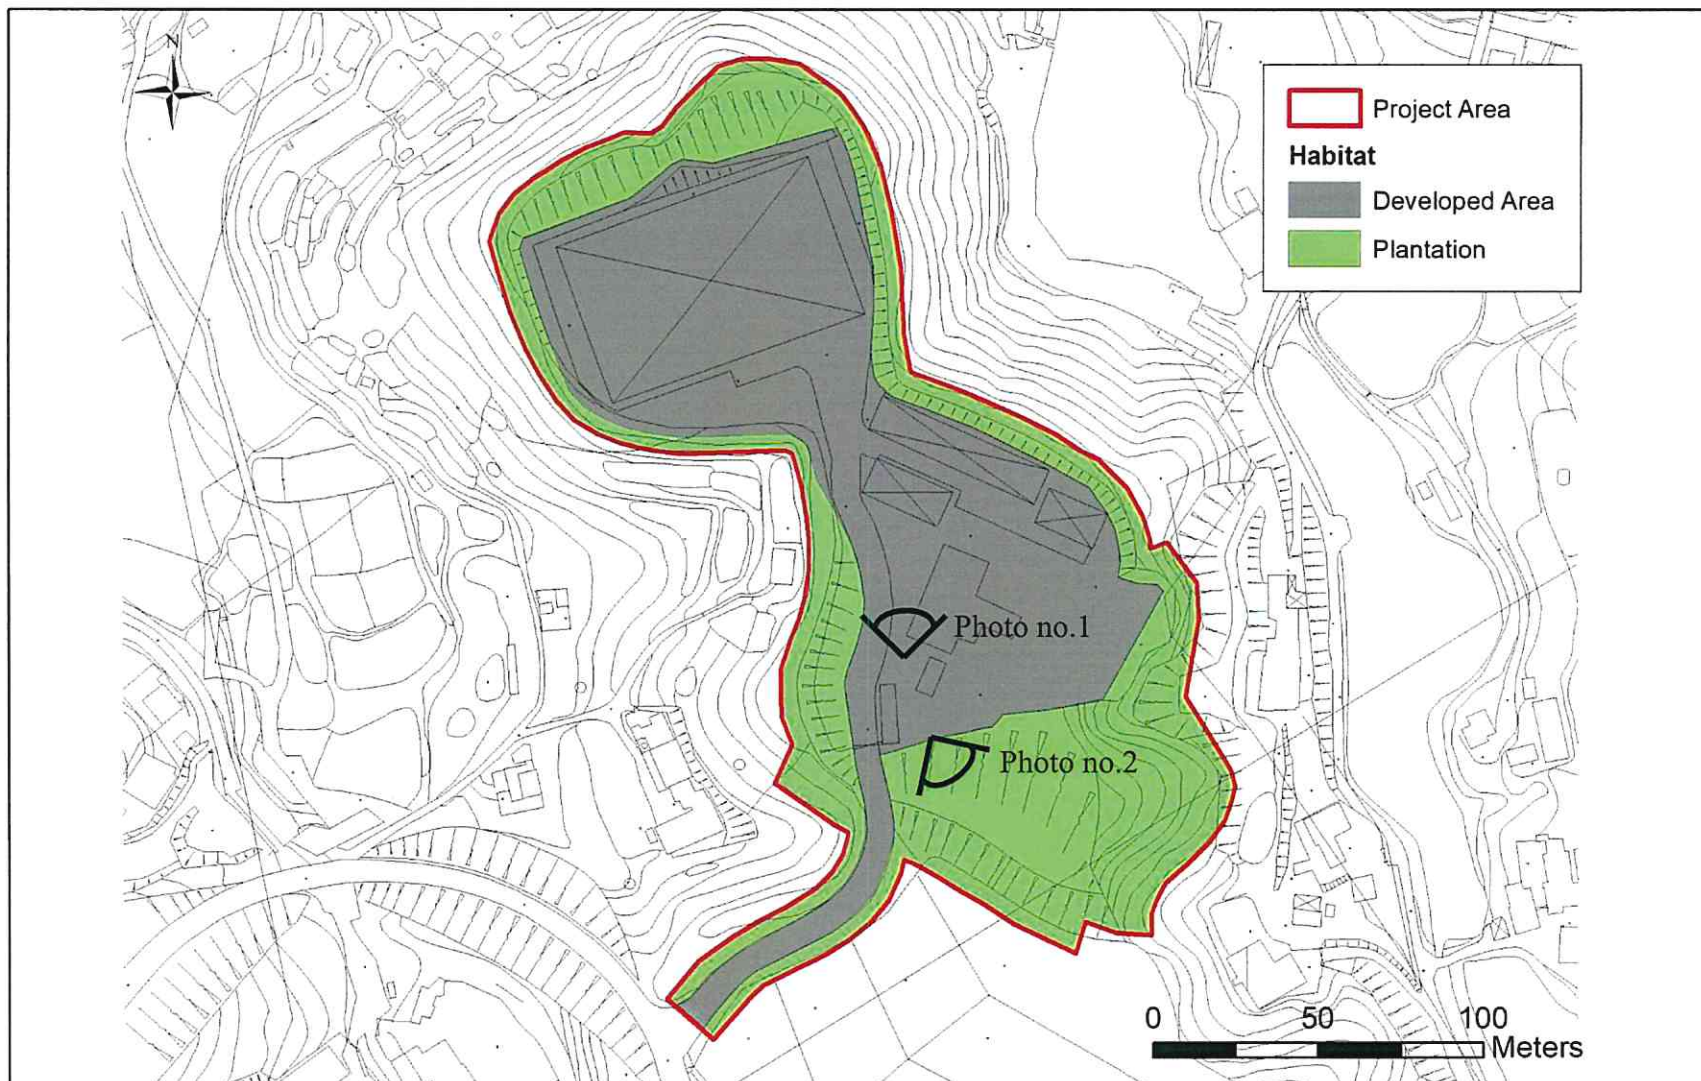 N
Project Area
Habitat
Developed Area
Plantation
Photo no.1
Photo no.2
0 50 100
Meters